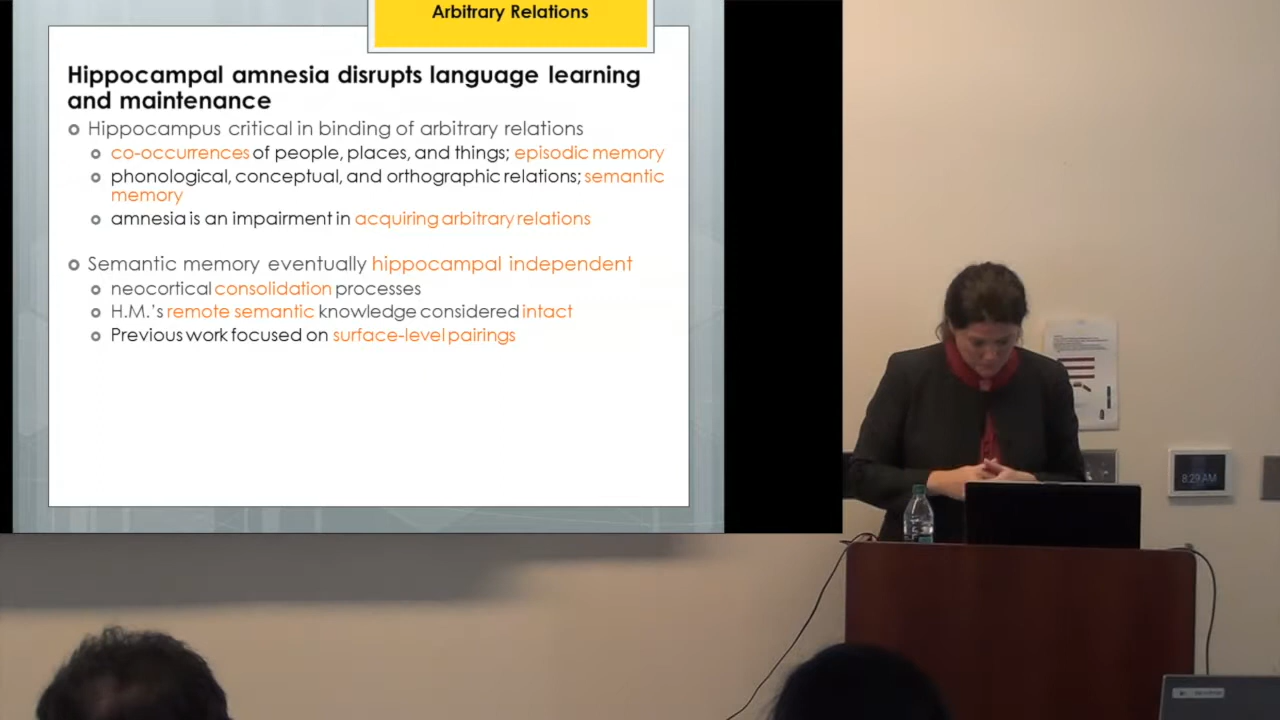 Arbitrary Relations
Hippocampal amnesia disrupts language learning
and maintenance
Hippocampus critical in binding of arbitrary relations
co-occurrences of people, places, and things; episodic memory
phonological, conceptual, and orthographic relations; semantic
memory
amnesia is an impairment in acquiring arbitrary relations
Semantic memory eventually hippocampal independent
neocortical consolidation processes
H.M.'s remote semantic knowledge considered intact
Previous work focused on surface-level pairings
8:29 AM